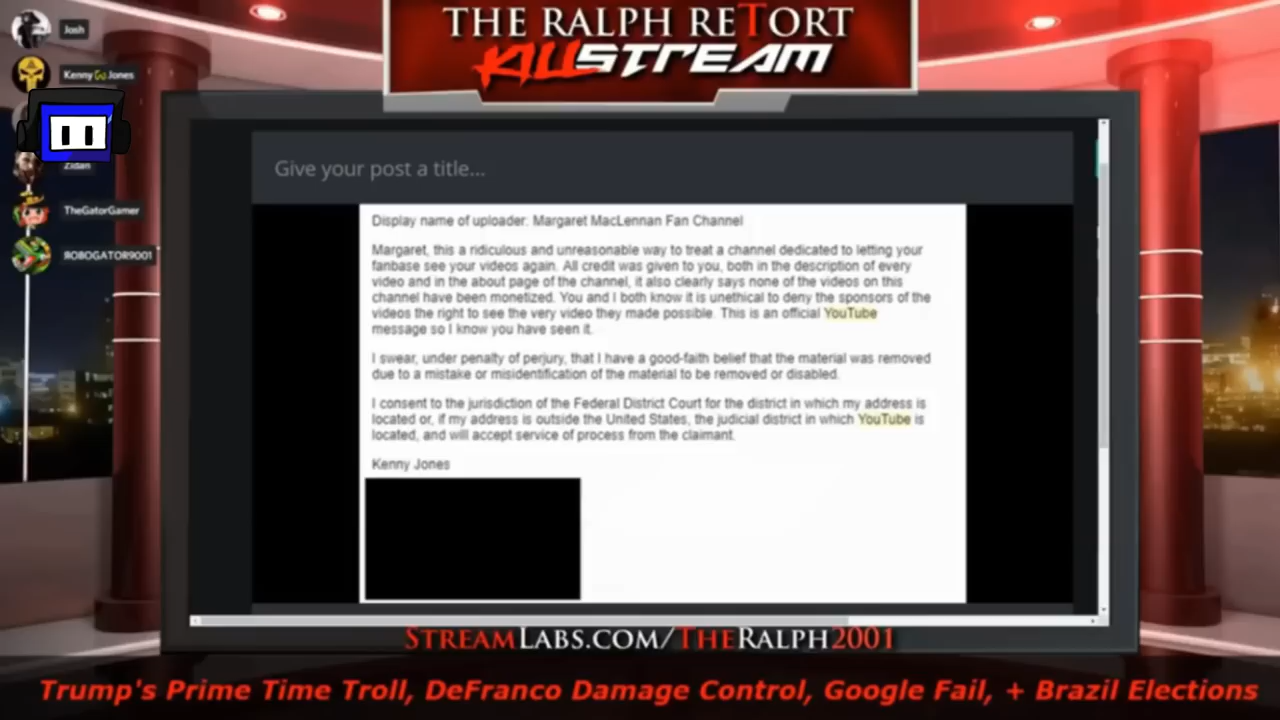 THE RALPH RETORT
KILLSTREAM
Josh
Kenny Jones
Zidan
TheGatorGamer
ROBOGATOR9001
Give your post a title...
Display name of uploader: Margaret MacLennan Fan Channel
Margaret, this a ridiculous and unreasonable way to treat a channel dedicated to letting your
fanbase see your videos again. All credit was given to you, both in the description of every
video and in the about page of the channel, it also clearly says none of the videos on this
channel have been monetized. You and I both know it is unethical to deny the sponsors of the
videos the right to see the very video they made possible. This is an official YouTube
message so I know you have seen it.
I swear, under penalty of perjury, that I have a good-faith belief that the material was removed
due to a mistake or misidentification of the material to be removed or disabled.
I consent to the jurisdiction of the Federal District Court for the district in which my address is
located or, if my address is outside the United States, the judicial district in which YouTube is
located, and will accept service of process from the claimant.
Kenny Jones
STREAMLABS.COM/THERALPH2001
Trump's Prime Time Troll, DeFranco Damage Control, Google Fail, + Brazil Elections